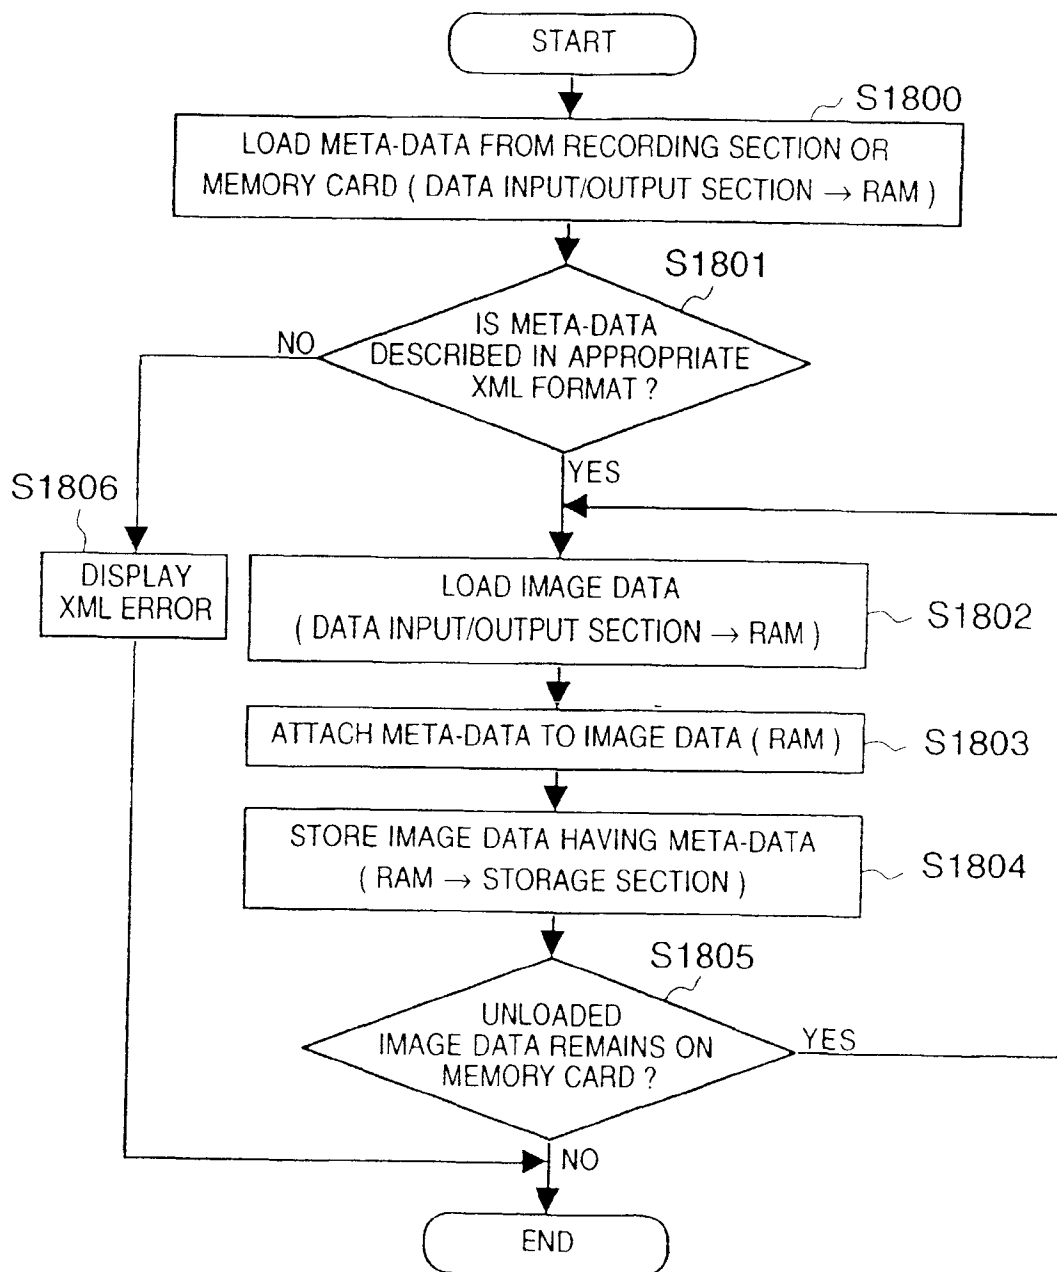 START
S1800
LOAD META-DATA FROM RECORDING SECTION OR
MEMORY CARD ( DATA INPUT/OUTPUT SECTION → RAM )
S1801
IS META-DATA
DESCRIBED IN APPROPRIATE
XML FORMAT ?
NO
YES
S1806
DISPLAY
XML ERROR
LOAD IMAGE DATA
( DATA INPUT/OUTPUT SECTION → RAM )
S1802
ATTACH META-DATA TO IMAGE DATA ( RAM )
S1803
STORE IMAGE DATA HAVING META-DATA
( RAM → STORAGE SECTION )
S1804
S1805
UNLOADED
IMAGE DATA REMAINS ON
MEMORY CARD ?
YES
NO
END